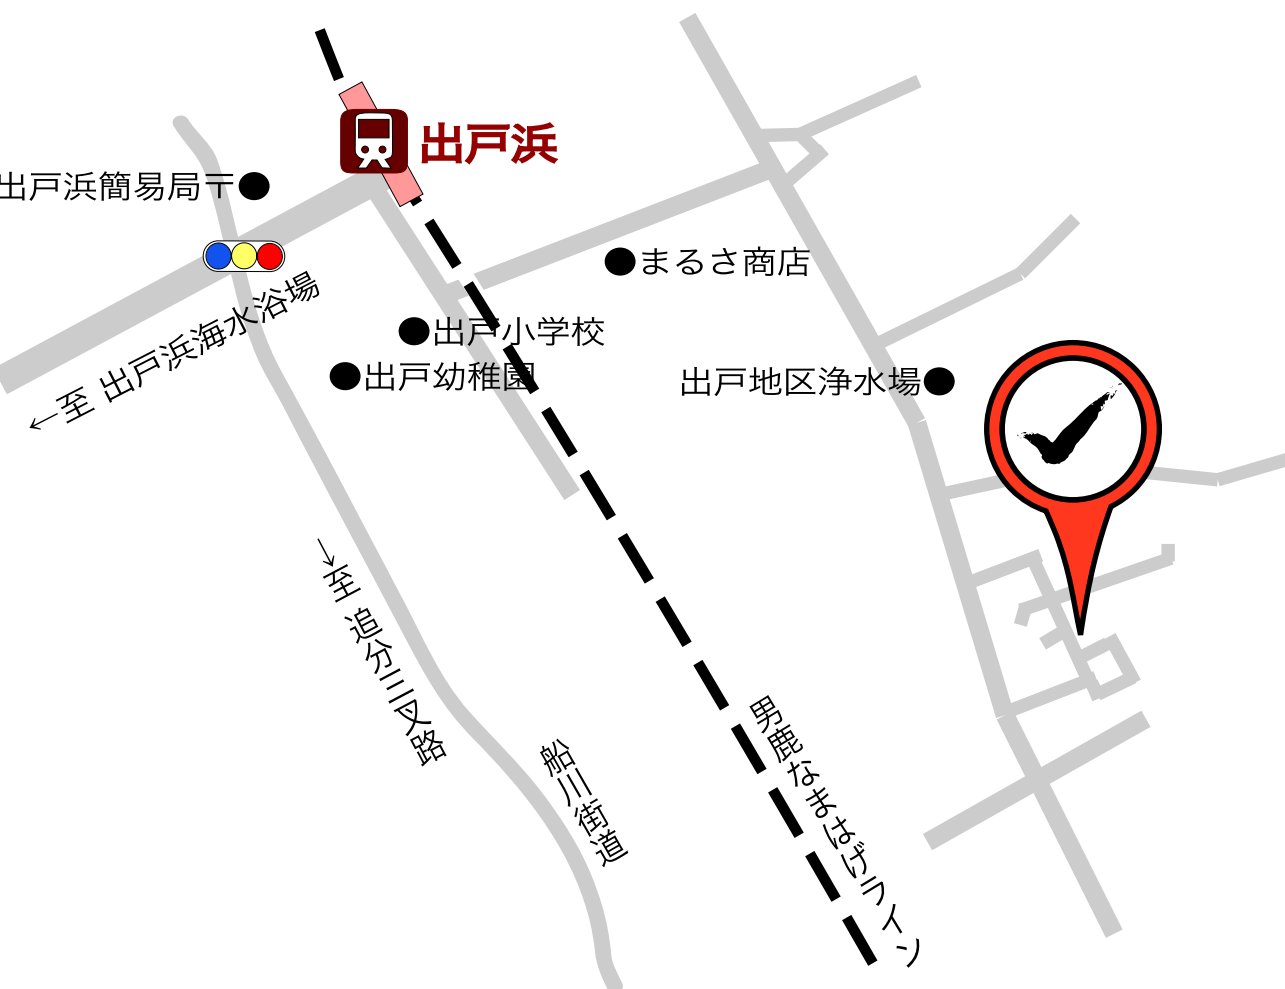 出戸浜
出戸浜簡易局〒
まるさ商店
←至 出戸浜海水浴場
出戸小学校
出戸幼稚園
出戸地区浄水場
→至 追分三叉路
船川街道
男鹿なまはげライン